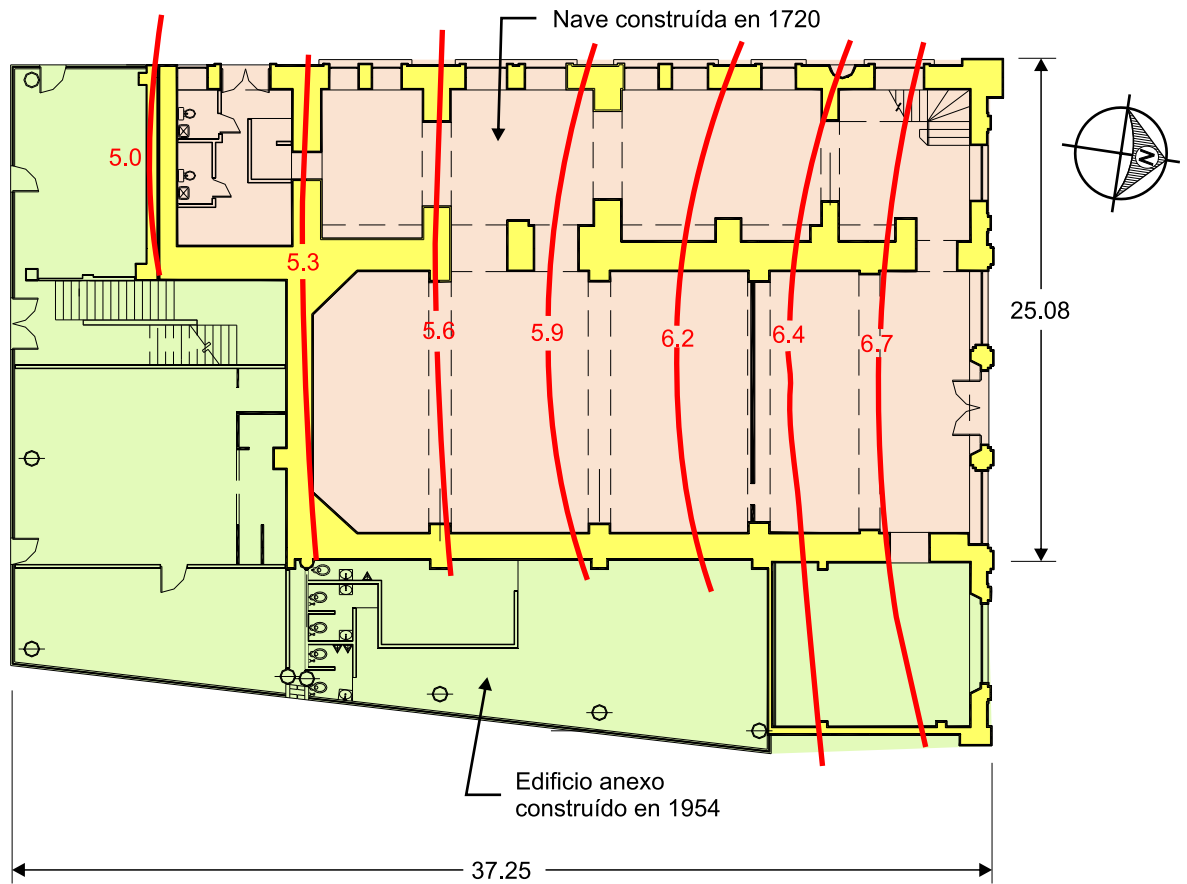 Nave construída en 1720
5.0
5.3
5.6
5.9
6.2
6.4
6.7
N
25.08
Edificio anexo
construído en 1954
37.25